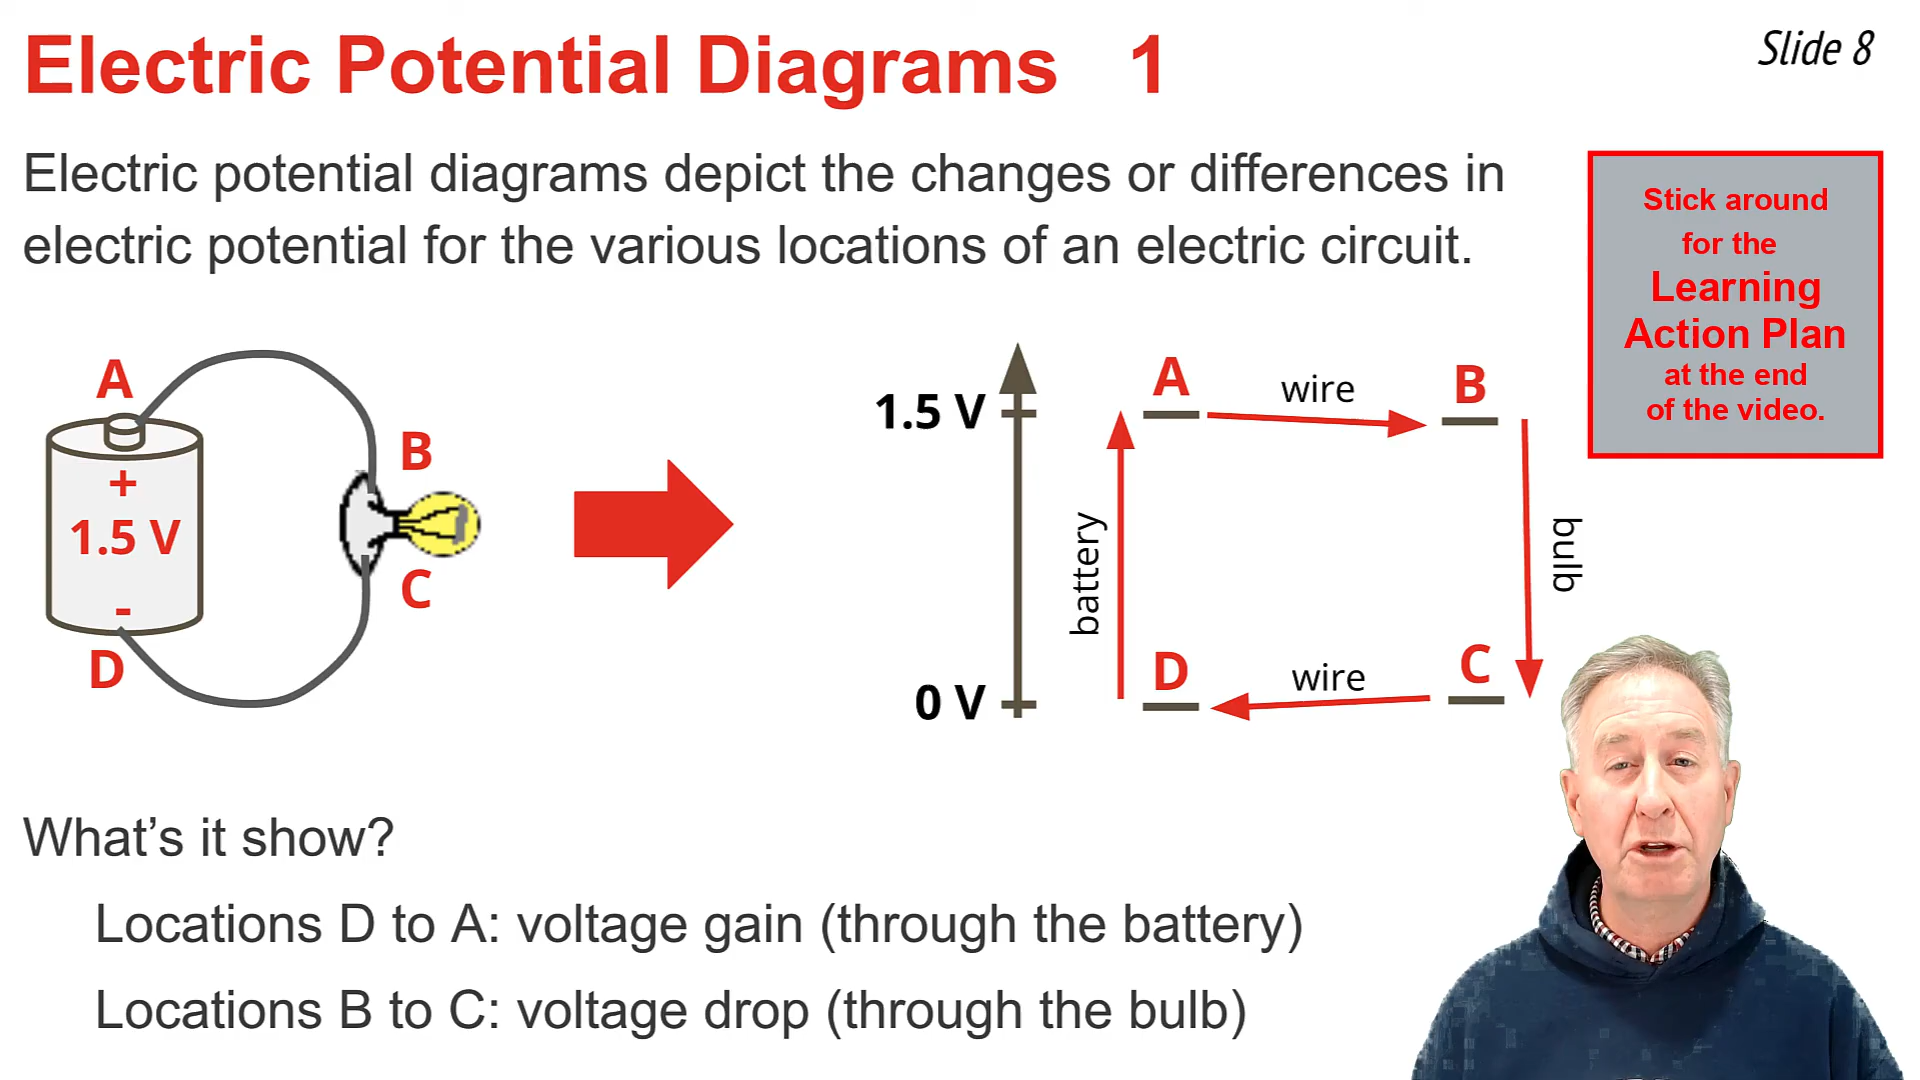 Electric Potential Diagrams 1
Slide 8
Electric potential diagrams depict the changes or differences in
electric potential for the various locations of an electric circuit.
Stick around
for the
Learning
Action Plan
at the end
of the video.
A
+
1.5 V
-
D
B
C
1.5 V
0 V
A
wire
B
battery
bulb
D
wire
C
What's it show?
Locations D to A: voltage gain (through the battery)
Locations B to C: voltage drop (through the bulb)